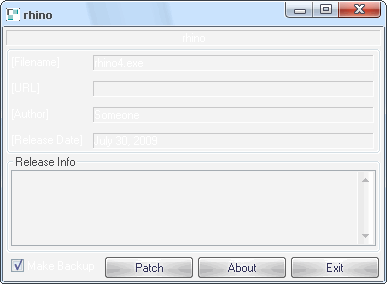 rhino
rhino
[Filename] rhino4.exe
[URL]
[Author] Someone
[Release Date] July 30, 2009
Release Info
Make Backup Patch About Exit